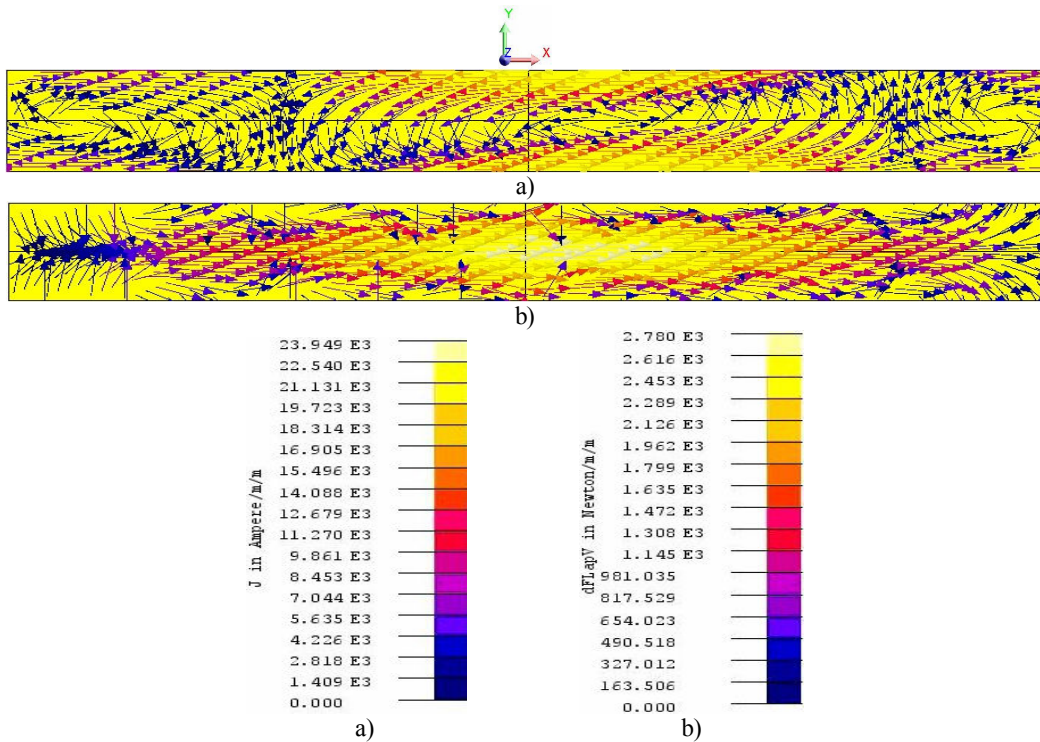 Y
Z X
a)
b)
23.949 E3
22.540 E3
21.131 E3
19.723 E3
18.314 E3
16.905 E3
15.496 E3
14.088 E3
12.679 E3
11.270 E3
9.861 E3
8.453 E3
7.044 E3
5.635 E3
4.226 E3
2.818 E3
1.409 E3
0.000
J in Ampere/m/m
a)
2.780 E3
2.616 E3
2.453 E3
2.289 E3
2.126 E3
1.962 E3
1.799 E3
1.635 E3
1.472 E3
1.308 E3
1.145 E3
981.035
817.529
654.023
490.518
327.012
163.506
0.000
dFLapV in Newton/m/m
b)